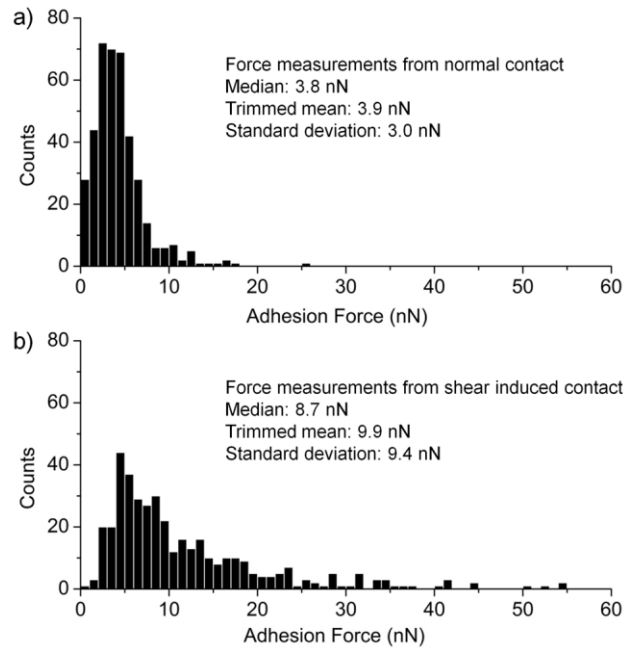 a)
80
60
40
20
0
Counts
Force measurements from normal contact
Median: 3.8 nN
Trimmed mean: 3.9 nN
Standard deviation: 3.0 nN
0 10 20 30 40 50 60
Adhesion Force (nN)
b)
80
60
40
20
0
Counts
Force measurements from shear induced contact
Median: 8.7 nN
Trimmed mean: 9.9 nN
Standard deviation: 9.4 nN
0 10 20 30 40 50 60
Adhesion Force (nN)